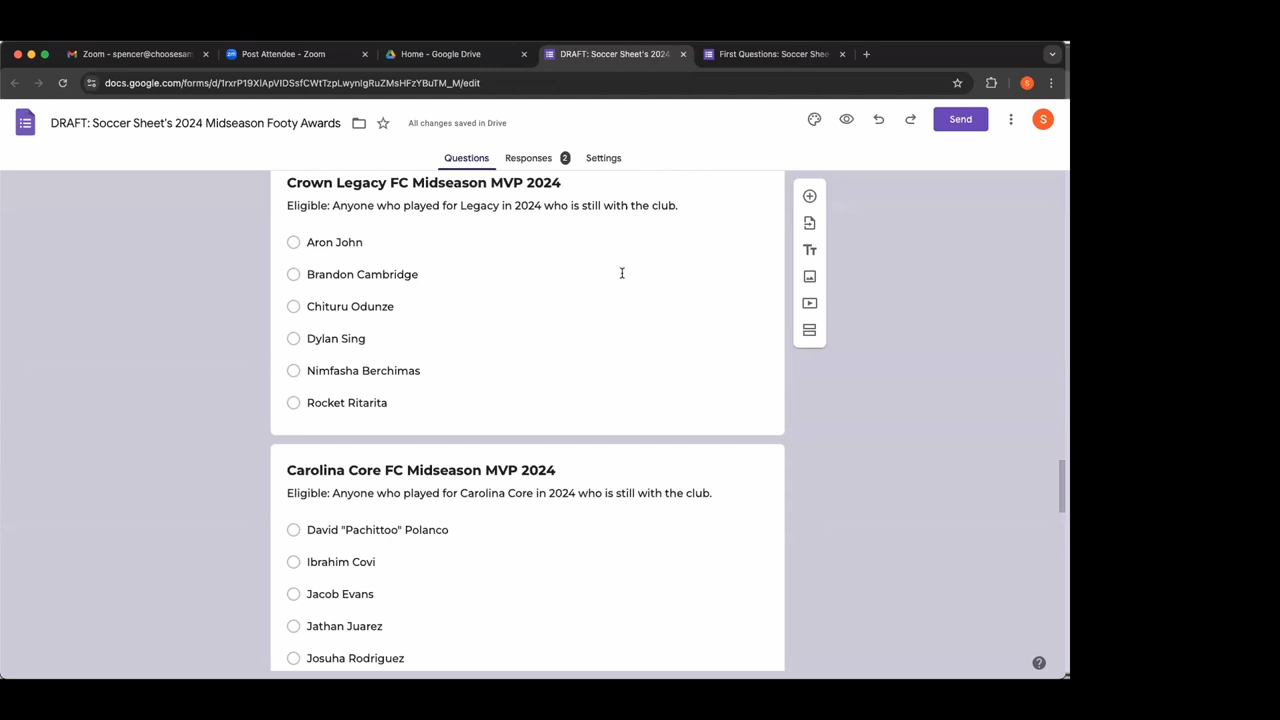 Zoom - spencer@choosesan
Post Attendee - Zoom
Home - Google Drive
DRAFT: Soccer Sheet's 2024
First Questions: Soccer Shee
docs.google.com/forms/d/1rxrP19XlApVIDSsfCWtTzpLwynIgRuZMsHFzYBuTM_M/edit
S
DRAFT: Soccer Sheet's 2024 Midseason Footy Awards
All changes saved in Drive
Send
S
Questions
Responses 2
Settings
Crown Legacy FC Midseason MVP 2024
Eligible: Anyone who played for Legacy in 2024 who is still with the club.
Aron John
Brandon Cambridge
Chituru Odunze
Dylan Sing
Nimfasha Berchimas
Rocket Ritarita
Carolina Core FC Midseason MVP 2024
Eligible: Anyone who played for Carolina Core in 2024 who is still with the club.
David "Pachittoo" Polanco
Ibrahim Covi
Jacob Evans
Jathan Juarez
Josuha Rodriguez